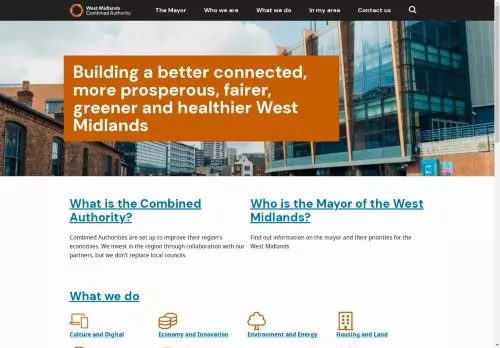 West Midlands
Combined Authority
The Mayor
Who we are
What we do
In my area
Contact us
Building a better connected,
more prosperous, fairer,
greener and healthier West
Midlands
What is the Combined
Authority?
Combined Authorities are set up to improve their region's
economies. We invest in the region through collaboration with our
partners, but we don't replace local councils.
Who is the Mayor of the West
Midlands?
Find out information on the mayor and their priorities for the
West Midlands
What we do
Culture and Digital
Economy and Innovation
Environment and Energy
Housing and Land